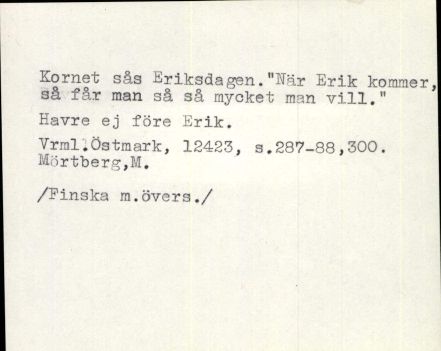 Kornet sås Eriksdagen."När Erik kommer,
så får man så så mycket man vill."
Havre ej före Erik.
Vrml.Östmark, 12423, s.287-88,300.
Mörtberg,M.
/Finska m.övers./